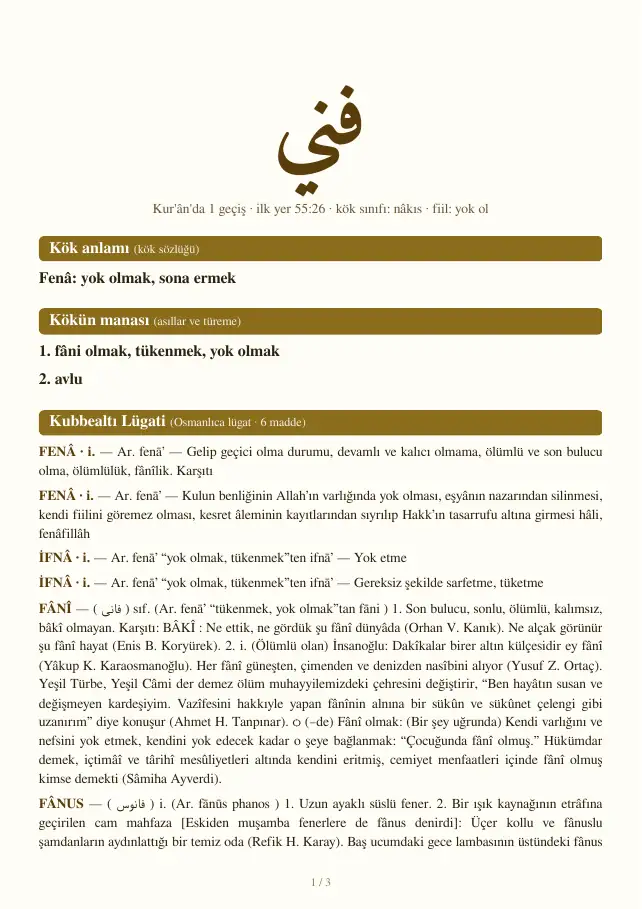 فني
Kur'ân'da 1 geçiş · ilk yer 55:26 · kök sınıfı: nâkıs · fiil: yok ol
Kök anlamı (kök sözlüğü)
Fenâ: yok olmak, sona ermek
Kökün manası (asıllar ve türeme)
1. fâni olmak, tükenmek, yok olmak
2. avlu
Kubbealtı Lügati (Osmanlıca lügat · 6 madde)
FENÂ · i. — Ar. fenā’ — Gelip geçici olma durumu, devamlı ve kalıcı olmama, ölümlü ve son bulucu
olma, ölümlülük, fânîlik. Karşıtı
FENÂ · i. — Ar. fenā’ — Kulun benliğinin Allah’ın varlığında yok olması, eşyânın nazarından silinmesi,
kendi fiilini göremez olması, kesret âleminin kayıtlarından sıyrılıp Hakk’ın tasarrufu altına girmesi hâli,
fenâfillâh
İFNÂ · i. — Ar. fenā’ “yok olmak, tükenmek”ten ifnā’ — Yok etme
İFNÂ · i. — Ar. fenā’ “yok olmak, tükenmek”ten ifnā’ — Gereksiz şekilde sarfetme, tüketme
FÂNÎ — ( فانی ) sıf. (Ar. fenā’ “tükenmek, yok olmak”tan fāni ) 1. Son bulucu, sonlu, ölümlü, kalımsız,
bâkî olmayan. Karşıtı: BÂKÎ : Ne ettik, ne gördük şu fânî dünyâda (Orhan V. Kanık). Ne alçak görünür
şu fânî hayat (Enis B. Koryürek). 2. i. (Ölümlü olan) İnsanoğlu: Dakîkalar birer altın külçesidir ey fânî
(Yâkup K. Karaosmanoğlu). Her fânî güneşten, çimenden ve denizden nasîbini alıyor (Yusuf Z. Ortaç).
Yeşil Türbe, Yeşil Câmi der demez ölüm muhayyilemizdeki çehresini değiştirir, “Ben hayâtın susan ve
değişmeyen kardeşiyim. Vazîfesini hakkıyle yapan fânînin alnına bir sükûn ve sükûnet çelengi gibi
uzanırım” diye konuşur (Ahmet H. Tanpınar). ѻ (–de) Fânî olmak: (Bir şey uğrunda) Kendi varlığını ve
nefsini yok etmek, kendini yok edecek kadar o şeye bağlanmak: “Çocuğunda fânî olmuş.” Hükümdar
demek, içtimâî ve târihî mesûliyetleri altında kendini eritmiş, cemiyet menfaatleri içinde fânî olmuş
kimse demekti (Sâmiha Ayverdi).
FÂNUS — ( فانوس ) i. (Ar. fānūs phanos ) 1. Uzun ayaklı süslü fener. 2. Bir ışık kaynağının etrâfına
geçirilen cam mahfaza [Eskiden muşamba fenerlere de fânus denirdi]: Üçer kollu ve fânuslu
şamdanların aydınlattığı bir temiz oda (Refik H. Karay). Baş ucumdaki gece lambasının üstündeki fânus
1 / 3